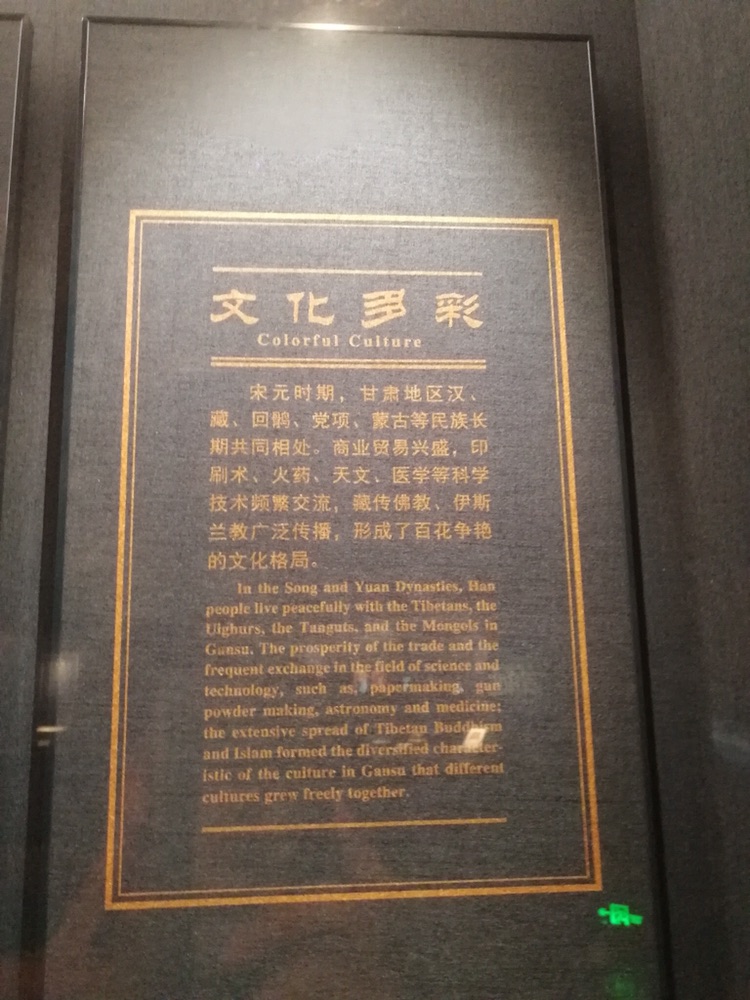 文化多彩
Colorful Culture
宋元时期，甘肃地区汉、
藏、回鹘、党项、蒙古等民族长
期共同相处。商业贸易兴盛，印
刷术、火药、天文、医学等科学
技术频繁交流，藏传佛教、伊斯
兰教广泛传播，形成了百花争艳
的文化格局。
In the Song and Yuan Dynasties, Han
people live peacefully with the Tibetans, the
Uighurs, the Tanguts, and the Mongols in
Gansu. The prosperity of the trade and the
frequent exchange in the field of science and
technology, such as, papermaking, gun
powder making, astronomy and medicine;
the extensive spread of Tibetan Buddhism
and Islam formed the diversified character-
istic of the culture in Gansu that different
cultures grew freely together.